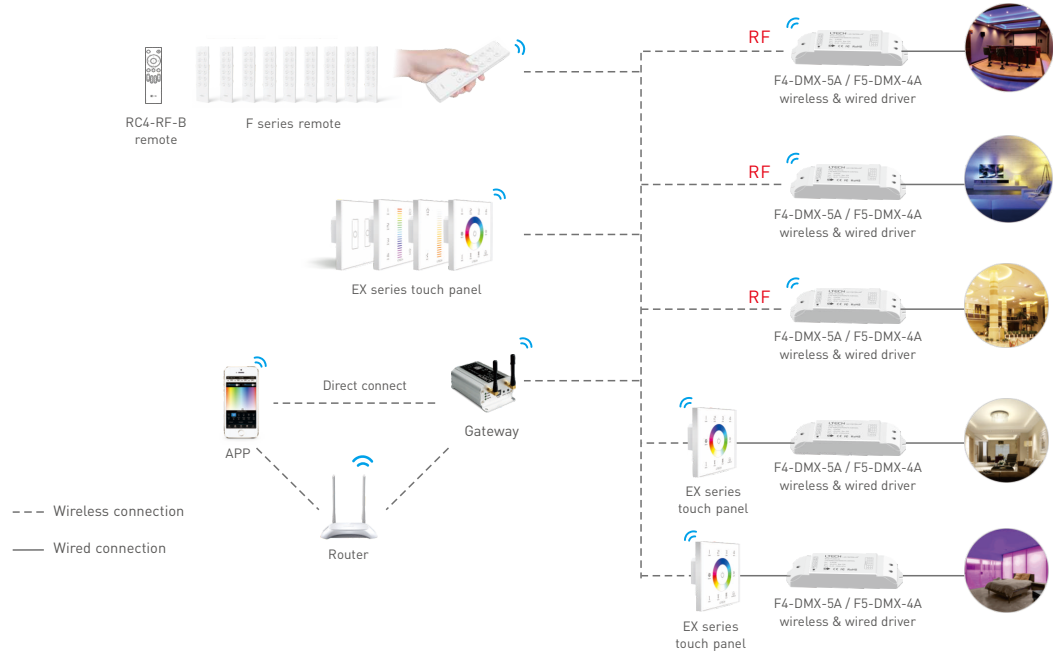 RF
F4-DMX-5A / F5-DMX-4A
wireless & wired driver
RC4-RF-B
remote
F series remote
RF
F4-DMX-5A / F5-DMX-4A
wireless & wired driver
EX series touch panel
RF
F4-DMX-5A / F5-DMX-4A
wireless & wired driver
Direct connect
APP
Gateway
Router
EX series
touch panel
F4-DMX-5A / F5-DMX-4A
wireless & wired driver
Wireless connection
Wired connection
EX series
touch panel
F4-DMX-5A / F5-DMX-4A
wireless & wired driver